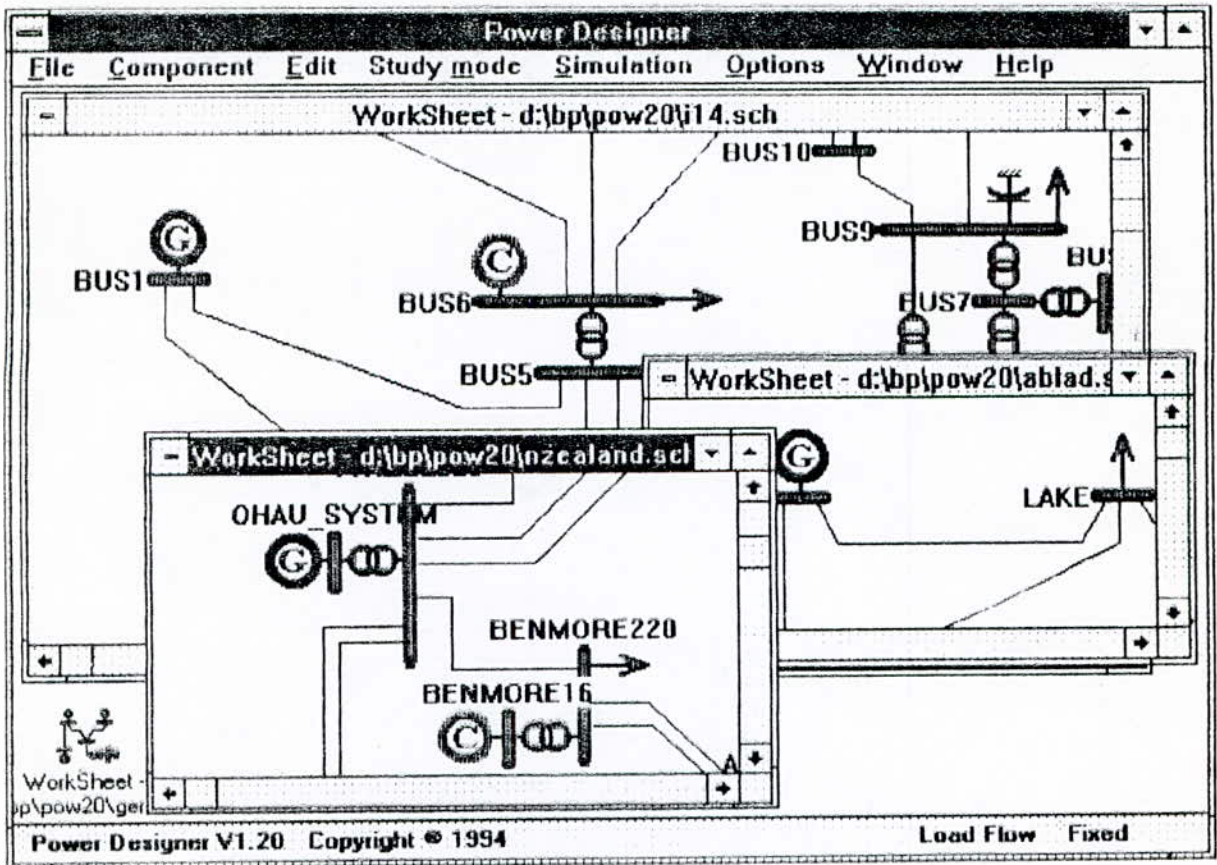 Power Designer
File Component Edit Study mode Simulation Options Window Help
WorkSheet - d:\bp\pow20\i14.sch
BUS10
G
BUS1
C
BUS6
BUS9
BUS
BUS7
BUS5
WorkSheet - d:\bp\pow20\ablad.s
G
LAKE
WorkSheet - d:\bp\pow20\nzealand.scl
OHAU_SYSTEM
G
BENMORE220
BENMORE16
C
A
WorkSheet -
p\pow20\ger
Power Designer V1.20 Copyright © 1994 Load Flow Fixed